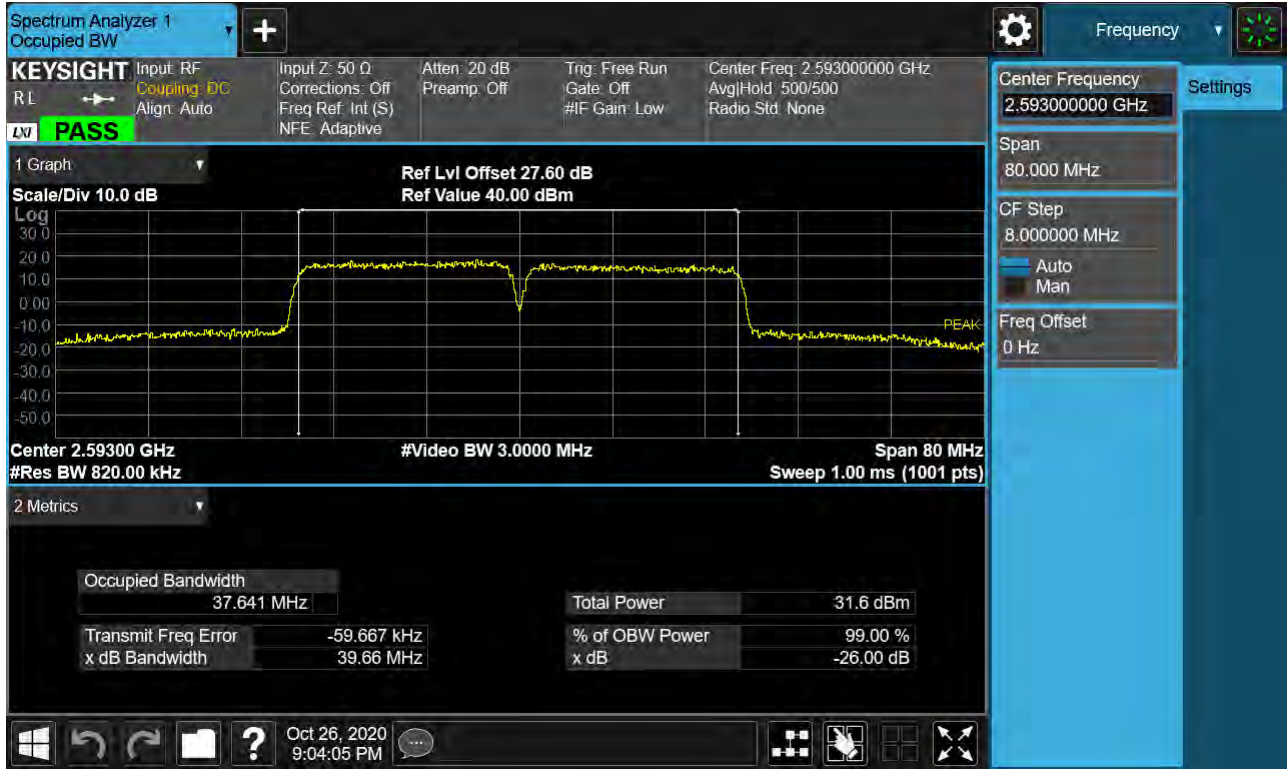 Spectrum Analyzer 1
Occupied BW
+
Frequency
KEYSIGHT
R L
LXI
PASS
Input: RF
Coupling: DC
Align: Auto
Input Z: 50 Ω
Corrections: Off
Freq Ref: Int (S)
NFE: Adaptive
Atten: 20 dB
Preamp: Off
Trig: Free Run
Gate: Off
#IF Gain: Low
Center Freq: 2.593000000 GHz
Avg|Hold: 500/500
Radio Std: None
Center Frequency
2.593000000 GHz
Settings
Span
80.000 MHz
CF Step
8.000000 MHz
Auto
Man
Freq Offset
0 Hz
1 Graph
Scale/Div 10.0 dB
Ref Lvl Offset 27.60 dB
Ref Value 40.00 dBm
Log
30.0
20.0
10.0
0.00
-10.0
-20.0
-30.0
-40.0
-50.0
PEAK
Center 2.59300 GHz
#Video BW 3.0000 MHz
Span 80 MHz
#Res BW 820.00 kHz
Sweep 1.00 ms (1001 pts)
2 Metrics
Occupied Bandwidth
37.641 MHz
Total Power 31.6 dBm
Transmit Freq Error -59.667 kHz
% of OBW Power 99.00 %
x dB Bandwidth 39.66 MHz
x dB -26.00 dB
?
Oct 26, 2020
9:04:05 PM